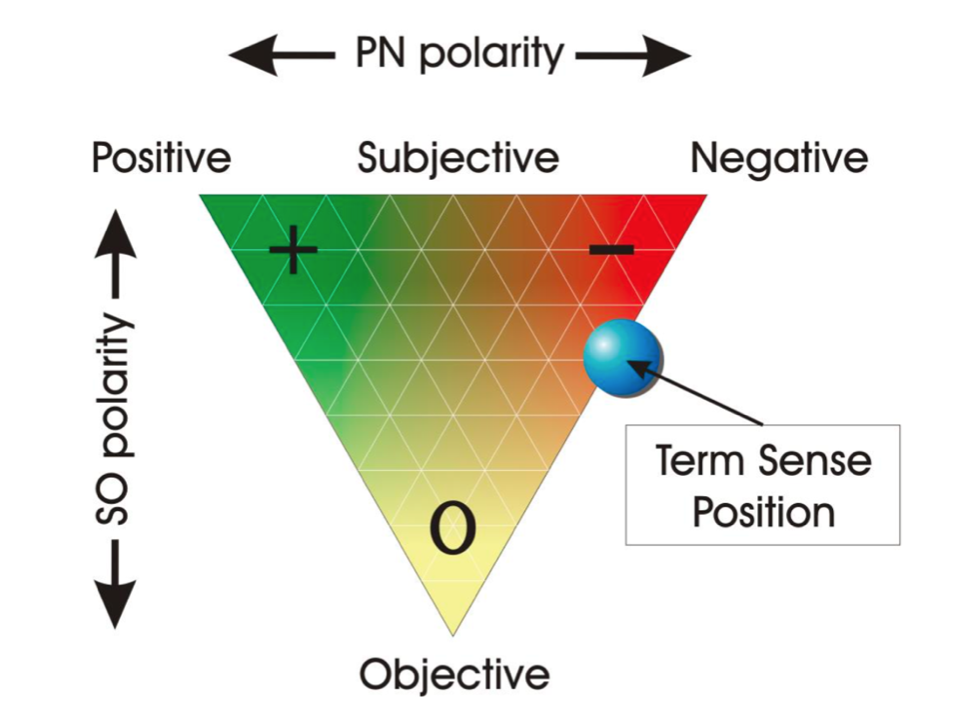 PN polarity
Positive
Subjective
Negative
+
−
SO polarity
Term Sense
Position
O
Objective